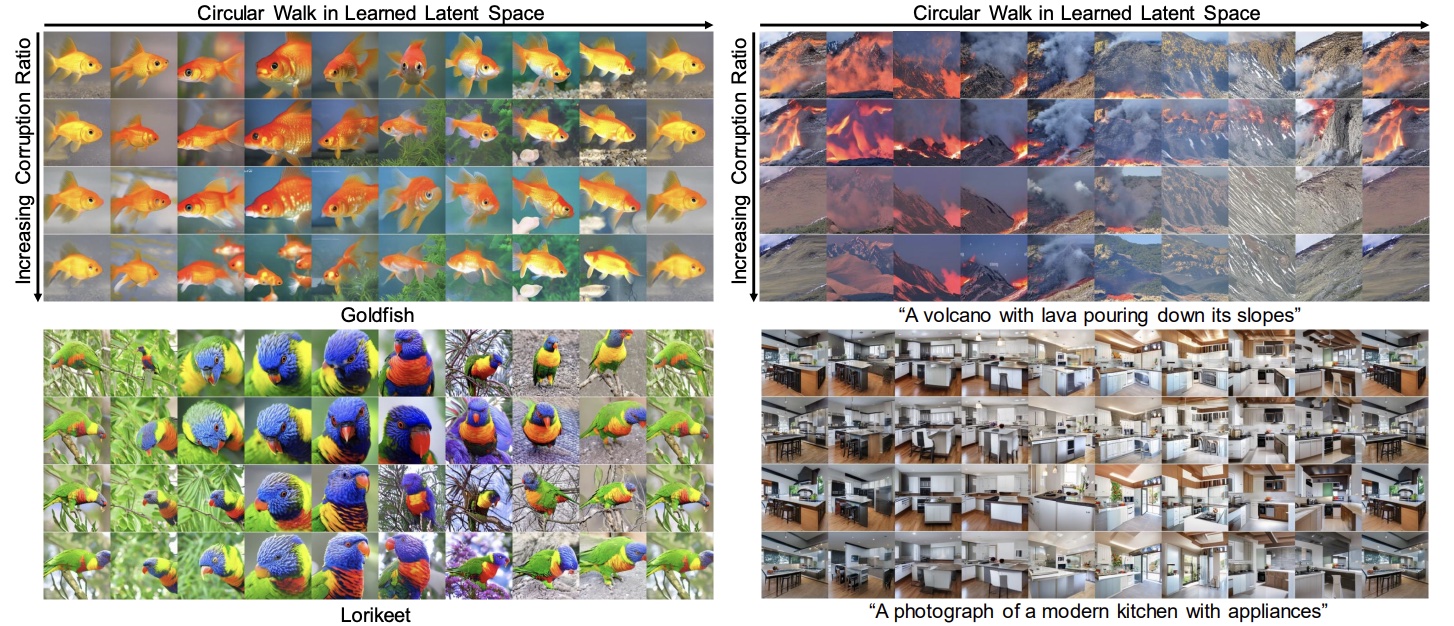 Circular Walk in Learned Latent Space
Increasing Corruption Ratio
Goldfish
Lorikeet
Circular Walk in Learned Latent Space
Increasing Corruption Ratio
“A volcano with lava pouring down its slopes”
“A photograph of a modern kitchen with appliances”